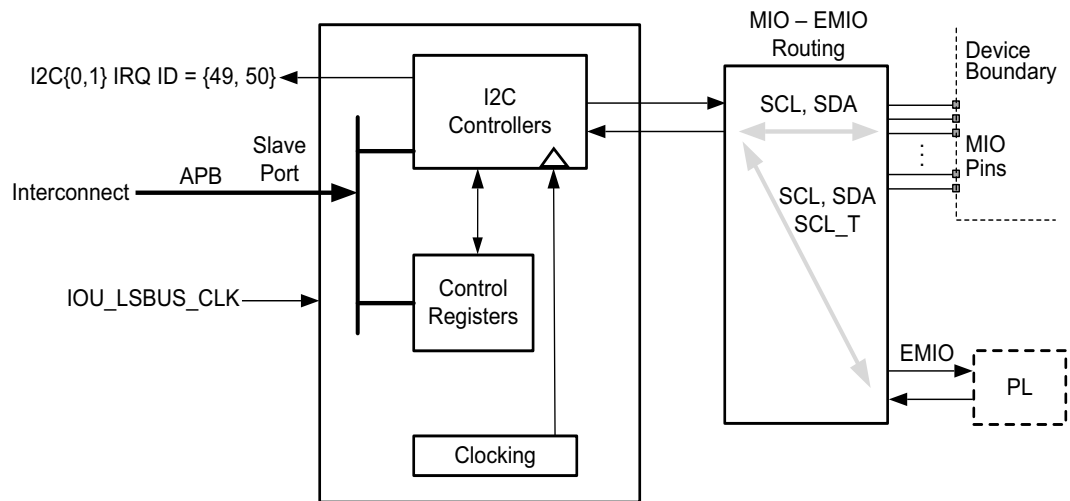 MIO – EMIO
Routing
Device
Boundary
I2C{0,1} IRQ ID = {49, 50}
I2C
Controllers
SCL, SDA
Slave
Port
MIO
Pins
Interconnect
APB
SCL, SDA
SCL_T
IOU_LSBUS_CLK
Control
Registers
EMIO
PL
Clocking